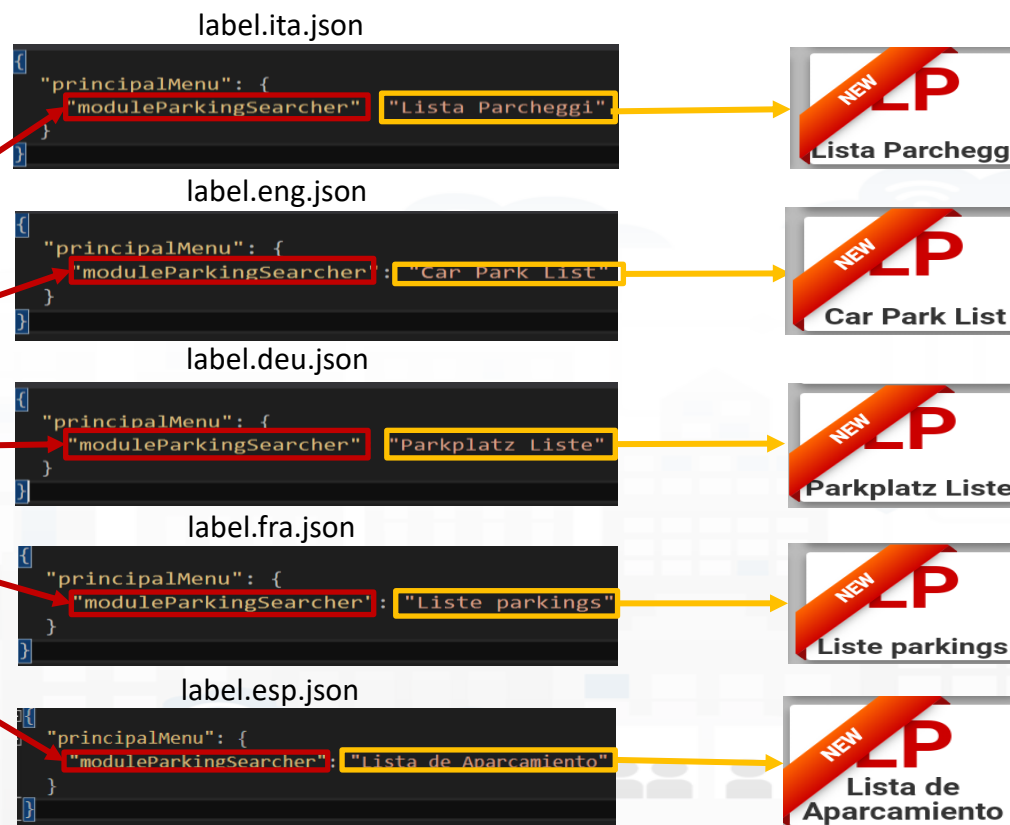 label.ita.json
{
"principalMenu": {
"moduleParkingSearcher" "Lista Parcheggi"
}
}
NEW
LP
Lista Parchegg
label.eng.json
{
"principalMenu": {
"moduleParkingSearcher": "Car Park List"
}
}
NEW
LP
Car Park List
label.deu.json
{
"principalMenu": {
"moduleParkingSearcher" "Parkplatz Liste"
}
}
NEW
LP
Parkplatz Liste
label.fra.json
{
"principalMenu": {
"moduleParkingSearcher": "Liste parkings"
}
}
NEW
LP
Liste parkings
label.esp.json
{
"principalMenu": {
"moduleParkingSearcher": "Lista de Aparcamiento"
}
}
NEW
LP
Lista de
Aparcamiento